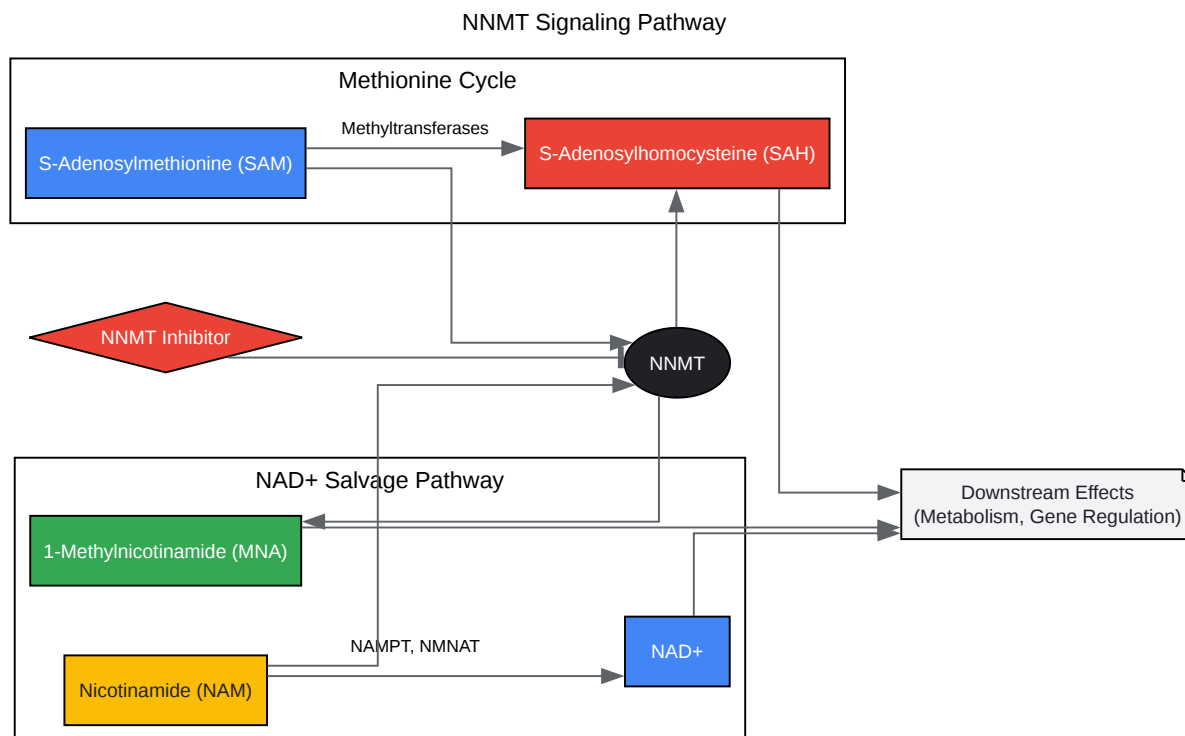 NNMT Signaling Pathway
Methionine Cycle
Methyltransferases
S-Adenosylmethionine (SAM)
S-Adenosylhomocysteine (SAH)
NNMT Inhibitor
NNMT
NAD+ Salvage Pathway
Downstream Effects
(Metabolism, Gene Regulation)
1-Methylnicotinamide (MNA)
NAMPT, NMNAT
NAD+
Nicotinamide (NAM)